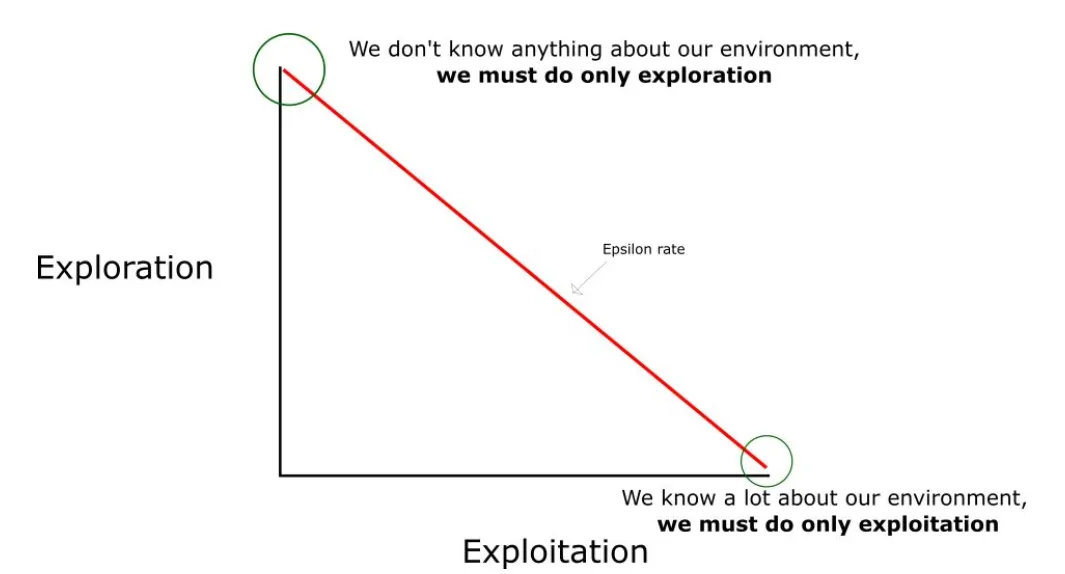 We don't know anything about our environment,
we must do only exploration
Epsilon rate
Exploration
We know a lot about our environment,
we must do only exploitation
Exploitation